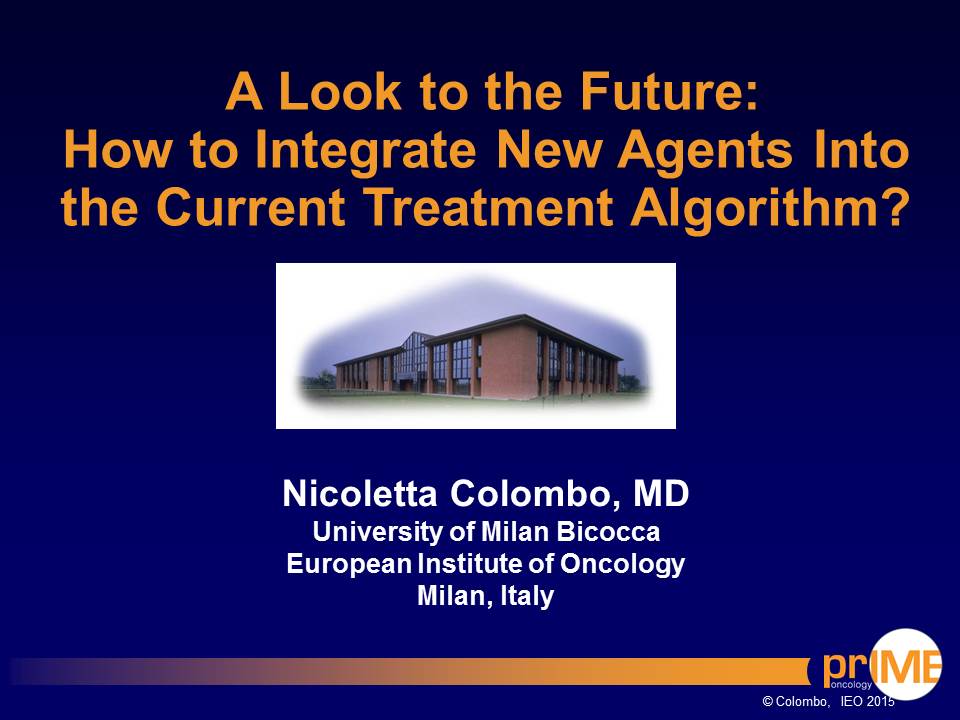 A Look to the Future:
How to Integrate New Agents Into
the Current Treatment Algorithm?
Nicoletta Colombo, MD
University of Milan Bicocca
European Institute of Oncology
Milan, Italy
prIME
oncology
© Colombo, IEO 2015